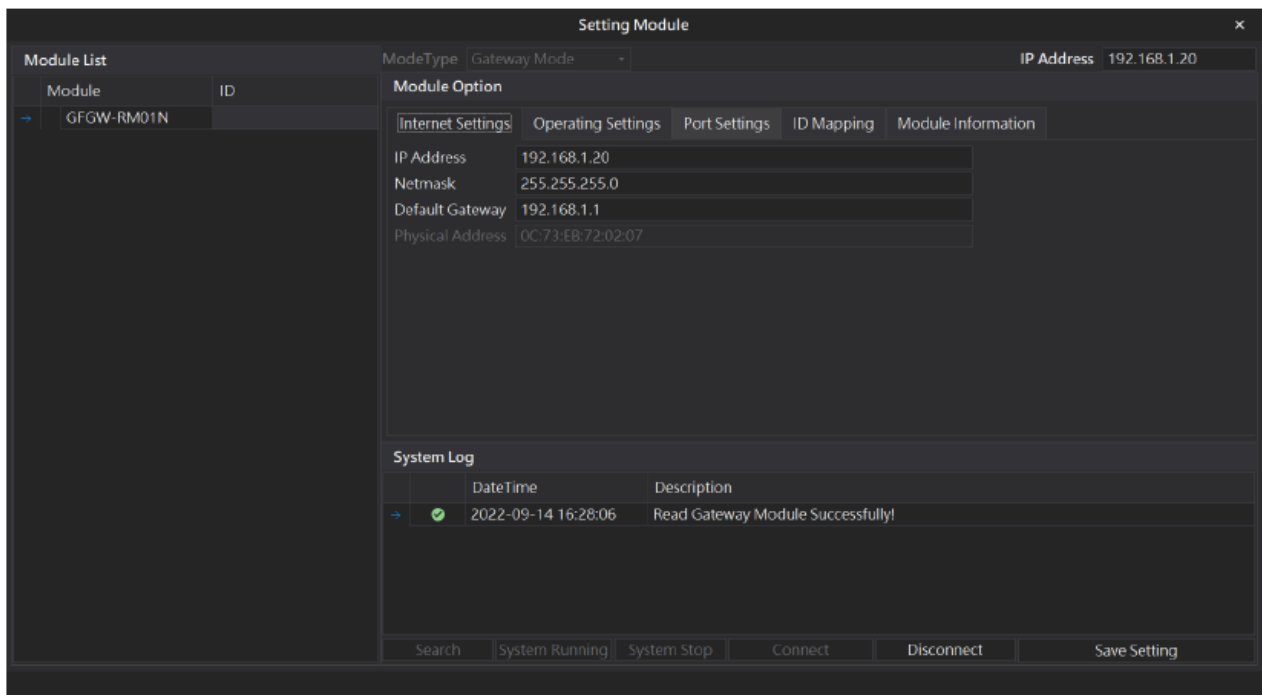 Setting Module ×
Module List
ModeType Gateway Mode
IP Address 192.168.1.20
Module ID
GFGW-RM01N
Module Option
Internet Settings Operating Settings Port Settings ID Mapping Module Information
IP Address 192.168.1.20
Netmask 255.255.255.0
Default Gateway 192.168.1.1
Physical Address 0C:73:EB:72:02:07
System Log
DateTime Description
2022-09-14 16:28:06 Read Gateway Module Successfully!
Search System Running System Stop Connect Disconnect Save Setting